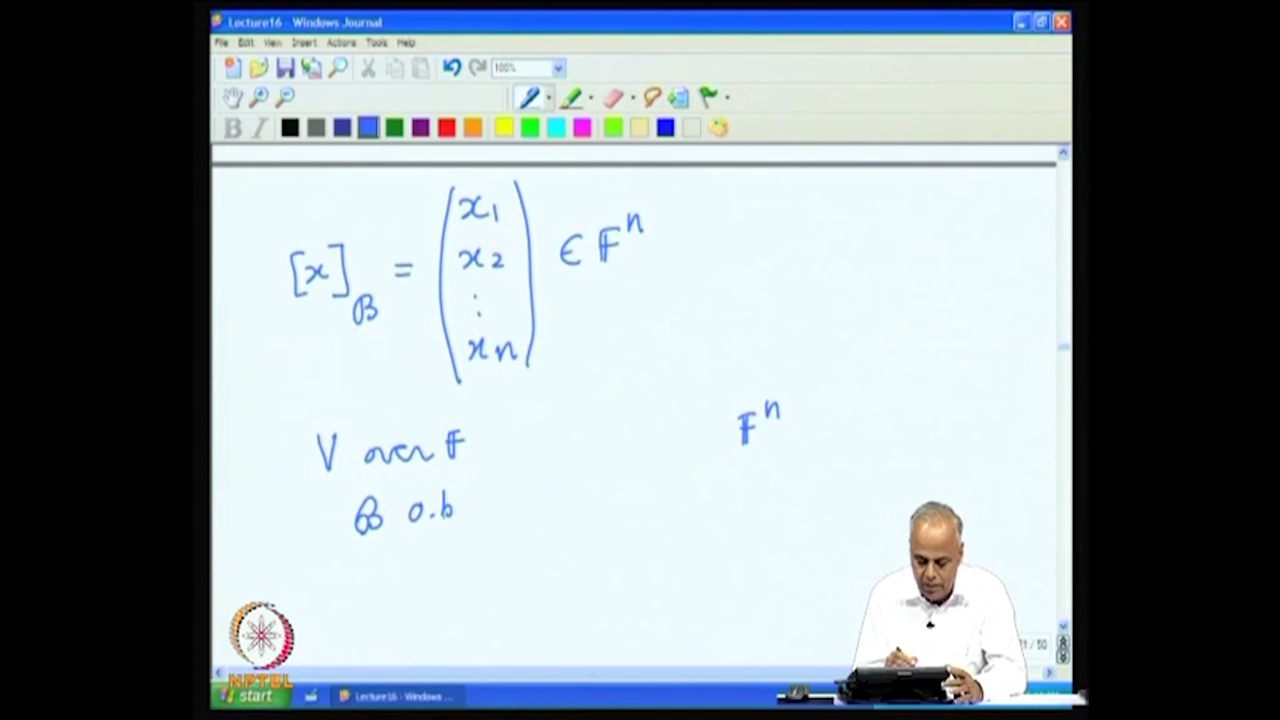 Lecture16 - Windows Journal
File Edit View Insert Actions Tools Help
100%
B I
[x]_B = (x1 x2 ⋮ xn) ∈ F^n
V over F F^n
B o.b
/ 50
NPTEL
start Lecture16 - Windows ...